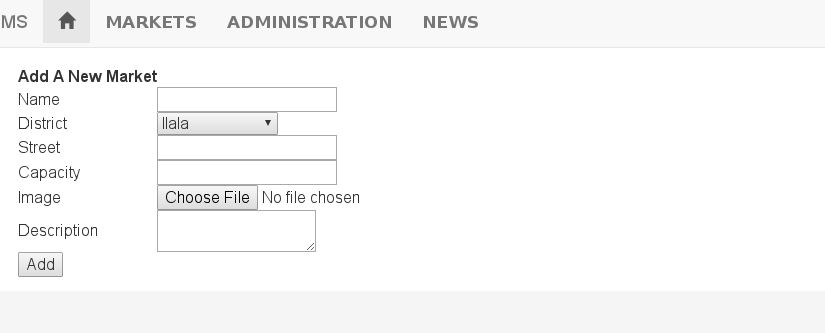 MS MARKETS ADMINISTRATION NEWS
Add A New Market
Name
District Ilala
Street
Capacity
Image Choose File No file chosen
Description
Add